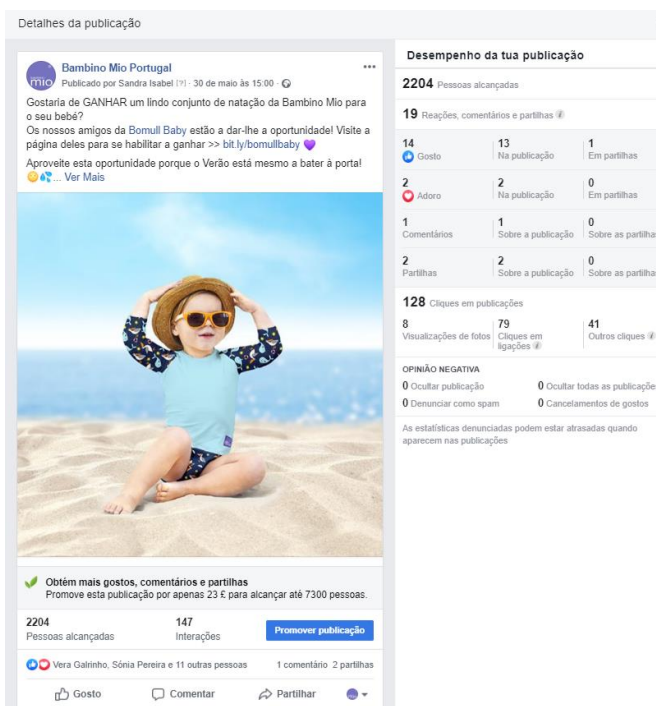 Detalhes da publicação
mio
Bambino Mio Portugal
Publicado por Sandra Isabel [?] · 30 de maio às 15:00 ·
Gostaria de GANHAR um lindo conjunto de natação da Bambino Mio para
o seu bebé?
Os nossos amigos da Bomull Baby estão a dar-lhe a oportunidade! Visite a
página deles para se habilitar a ganhar >> bit.ly/bomullbaby 💜
Aproveite esta oportunidade porque o Verão está mesmo a bater à porta!
... Ver Mais
mio
Obtém mais gostos, comentários e partilhas
Promove esta publicação por apenas 23 £ para alcançar até 7300 pessoas.
2204
Pessoas alcançadas
147
Interações
Promover publicação
Vera Galrinho, Sónia Pereira e 11 outras pessoas
1 comentário 2 partilhas
Gosto
Comentar
Partilhar
Desempenho da tua publicação
2204 Pessoas alcançadas
19 Reações, comentários e partilhas
14
Gosto
13
Na publicação
1
Em partilhas
2
Adoro
2
Na publicação
0
Em partilhas
1
Comentários
1
Sobre a publicação
0
Sobre as partilhas
2
Partilhas
2
Sobre a publicação
0
Sobre as partilhas
128 Cliques em publicações
8
Visualizações de fotos
79
Cliques em
ligações
41
Outros cliques
OPINIÃO NEGATIVA
0 Ocultar publicação
0 Ocultar todas as publicaçõe
0 Denunciar como spam
0 Cancelamentos de gostos
As estatísticas denunciadas podem estar atrasadas quando
aparecem nas publicações